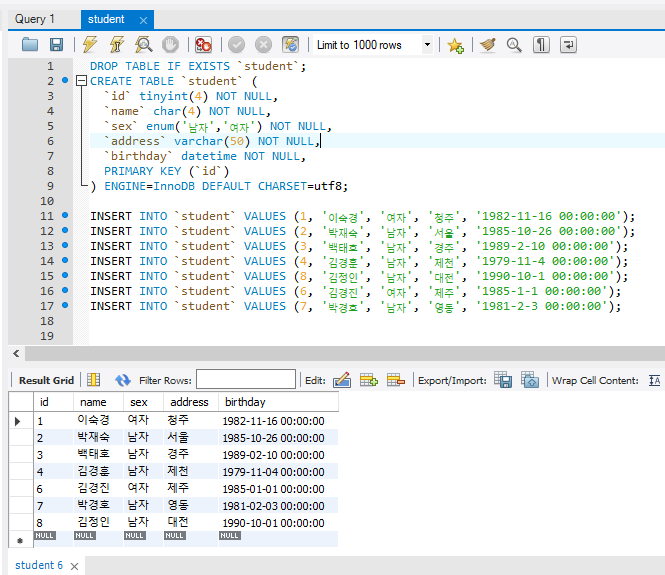 Query 1 student
Limit to 1000 rows
1 DROP TABLE IF EXISTS `student`;
2 CREATE TABLE `student` (
3 `id` tinyint(4) NOT NULL,
4 `name` char(4) NOT NULL,
5 `sex` enum('남자','여자') NOT NULL,
6 `address` varchar(50) NOT NULL,
7 `birthday` datetime NOT NULL,
8 PRIMARY KEY (`id`)
9 ) ENGINE=InnoDB DEFAULT CHARSET=utf8;
10
11 INSERT INTO `student` VALUES (1, '이숙경', '여자', '청주', '1982-11-16 00:00:00');
12 INSERT INTO `student` VALUES (2, '박재숙', '남자', '서울', '1985-10-26 00:00:00');
13 INSERT INTO `student` VALUES (3, '백태호', '남자', '경주', '1989-2-10 00:00:00');
14 INSERT INTO `student` VALUES (4, '김경훈', '남자', '제천', '1979-11-4 00:00:00');
15 INSERT INTO `student` VALUES (8, '김정인', '남자', '대전', '1990-10-1 00:00:00');
16 INSERT INTO `student` VALUES (6, '김경진', '여자', '제주', '1985-1-1 00:00:00');
17 INSERT INTO `student` VALUES (7, '박경호', '남자', '영동', '1981-2-3 00:00:00');
18
19
Result Grid Filter Rows: Edit: Export/Import: Wrap Cell Content:
id name sex address birthday
1 이숙경 여자 청주 1982-11-16 00:00:00
2 박재숙 남자 서울 1985-10-26 00:00:00
3 백태호 남자 경주 1989-02-10 00:00:00
4 김경훈 남자 제천 1979-11-04 00:00:00
6 김경진 여자 제주 1985-01-01 00:00:00
7 박경호 남자 영동 1981-02-03 00:00:00
8 김정인 남자 대전 1990-10-01 00:00:00
NULL NULL NULL NULL NULL
student 6